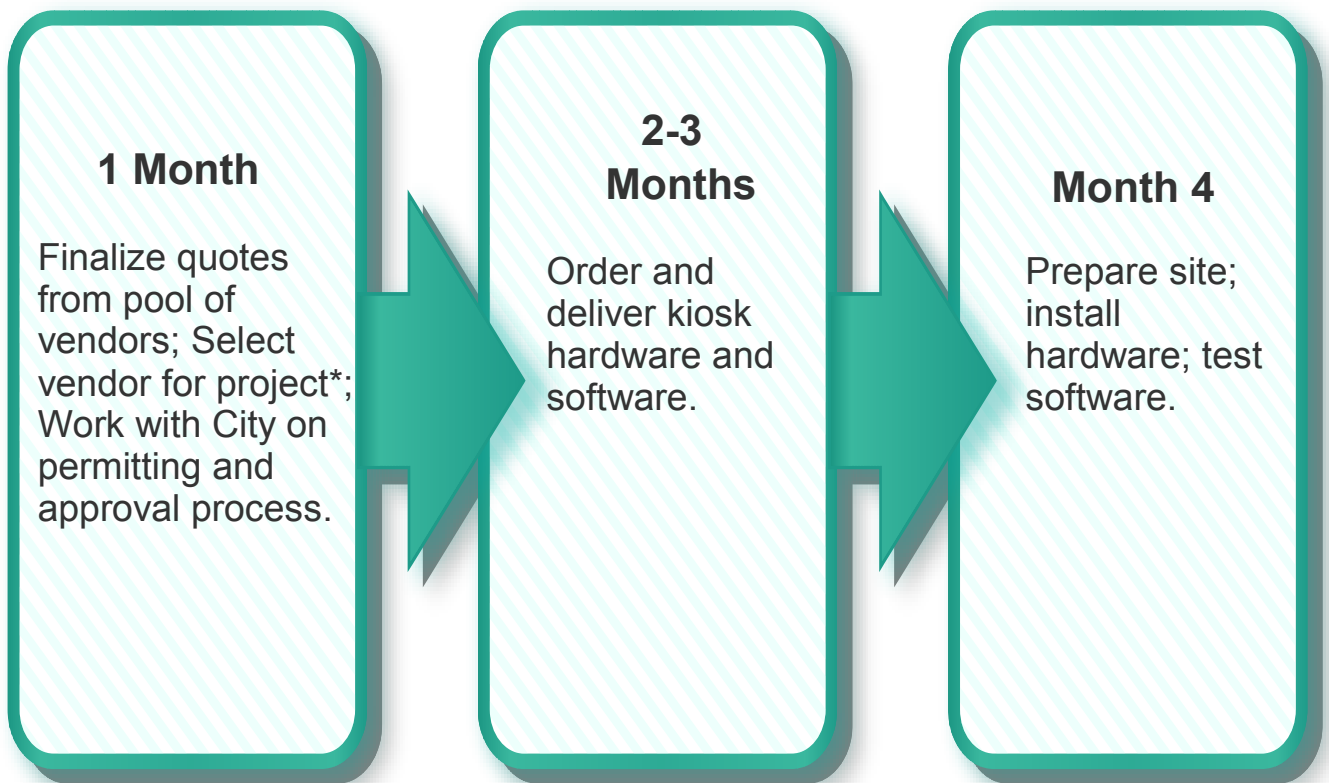 1 Month
Finalize quotes
from pool of
vendors; Select
vendor for project*;
Work with City on
permitting and
approval process.
2-3
Months
Order and
deliver kiosk
hardware and
software.
Month 4
Prepare site;
install
hardware; test
software.